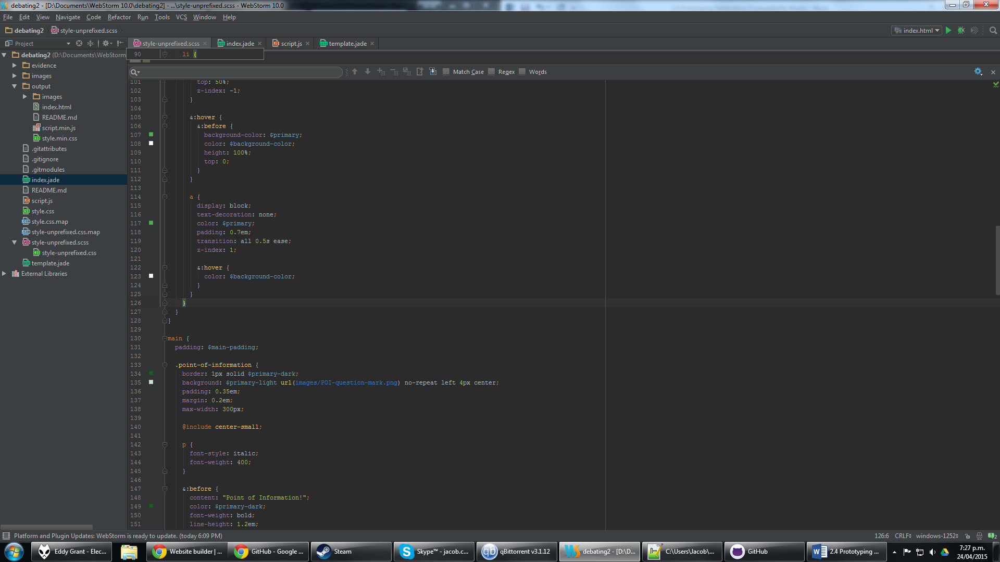 debating2 - [D:\Documents\WebStorm 10.0\debating2] - ...\style-unprefixed.scss - WebStorm 10.0
File Edit View Navigate Code Refactor Run Tools VCS Window Help
debating2 style-unprefixed.scss index.html
Project style-unprefixed.scss index.jade script.js template.jade
debating2 (D:\Documents\WebStorm
90 li {
evidence
images
Match Case Regex Words
output
images
index.html
README.md
script.min.js
style.min.css
.gitattributes
.gitignore
.gitmodules
index.jade
README.md
script.js
style.css
style.css.map
style-unprefixed.css.map
style-unprefixed.scss
style-unprefixed.css
template.jade
External Libraries
101 top: 50%;
102 z-index: -1;
103 }
104
105 &:hover {
106 &:before {
107 background-color: $primary;
108 color: $background-color;
109 height: 100%;
110 top: 0;
111 }
112 }
113
114 a {
115 display: block;
116 text-decoration: none;
117 color: $primary;
118 padding: 0.7em;
119 transition: all 0.5s ease;
120 z-index: 1;
121
122 &:hover {
123 color: $background-color;
124 }
125 }
126 }
127 }
128 }
129
130 main {
131 padding: $main-padding;
132
133 .point-of-information {
134 border: 1px solid $primary-dark;
135 background: $primary-light url(images/POI-question-mark.png) no-repeat left 4px center;
136 padding: 0.35em;
137 margin: 0.2em;
138 max-width: 300px;
139
140 @include center-small;
141
142 p {
143 font-style: italic;
144 font-weight: 400;
145 }
146
147 &:before {
148 content: "Point of Information!";
149 color: $primary-dark;
150 font-weight: bold;
151 line-height: 1.2em;
Platform and Plugin Updates: WebStorm is ready to update. (today 6:09 PM) 126:6 CRLF windows-1252
Eddy Grant - Elec... Website builder | ... GitHub - Google ... Steam Skype™ - jacob.c... qBittorrent v3.1.12 debating2 - [D:\D... C:\Users\Jacob\... GitHub 2.4 Prototyping ... 7:27 p.m.
24/04/2015